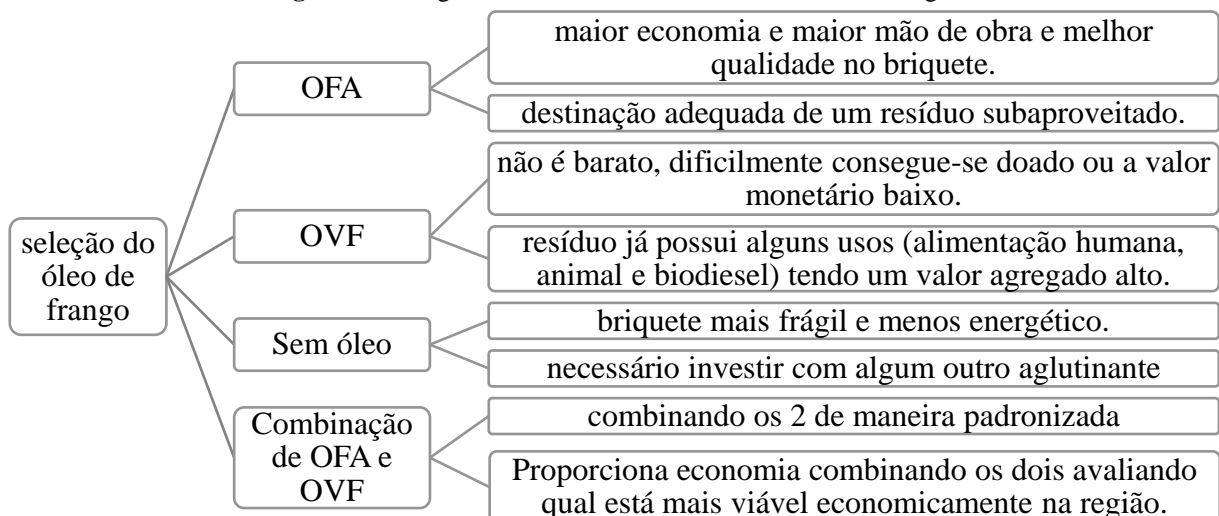 maior economia e maior mão de obra e melhor
qualidade no briquete.
OFA
destinação adequada de um resíduo subaproveitado.
não é barato, dificilmente consegue-se doado ou a valor
monetário baixo.
OVF
seleção do
óleo de
frango
resíduo já possui alguns usos (alimentação humana,
animal e biodiesel) tendo um valor agregado alto.
briquete mais frágil e menos energético.
Sem óleo
necessário investir com algum outro aglutinante
Combinação
de OFA e
OVF
combinando os 2 de maneira padronizada
Proporciona economia combinando os dois avaliando
qual está mais viável economicamente na região.